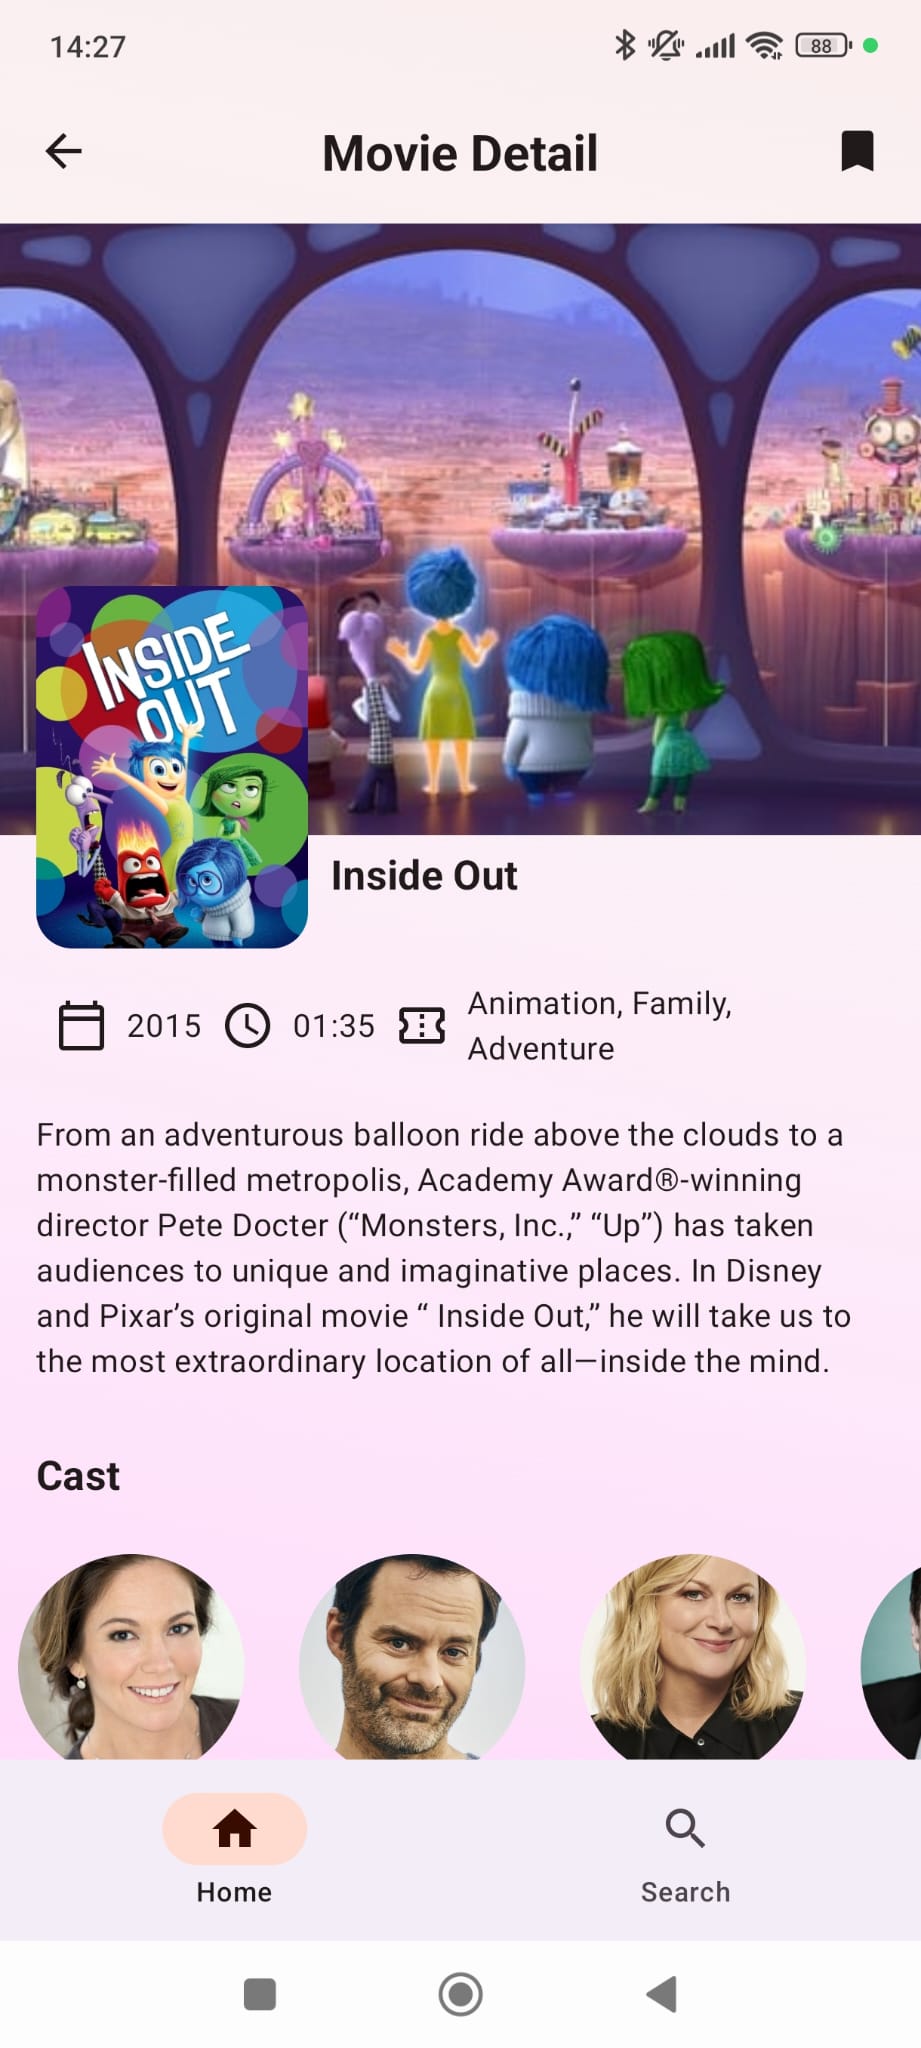 14:27
88
Movie Detail
INSIDE
OUT
Inside Out
2015
01:35
Animation, Family,
Adventure
From an adventurous balloon ride above the clouds to a
monster-filled metropolis, Academy Award®-winning
director Pete Docter (“Monsters, Inc.,” “Up”) has taken
audiences to unique and imaginative places. In Disney
and Pixar’s original movie “ Inside Out,” he will take us to
the most extraordinary location of all—inside the mind.
Cast
Home
Search